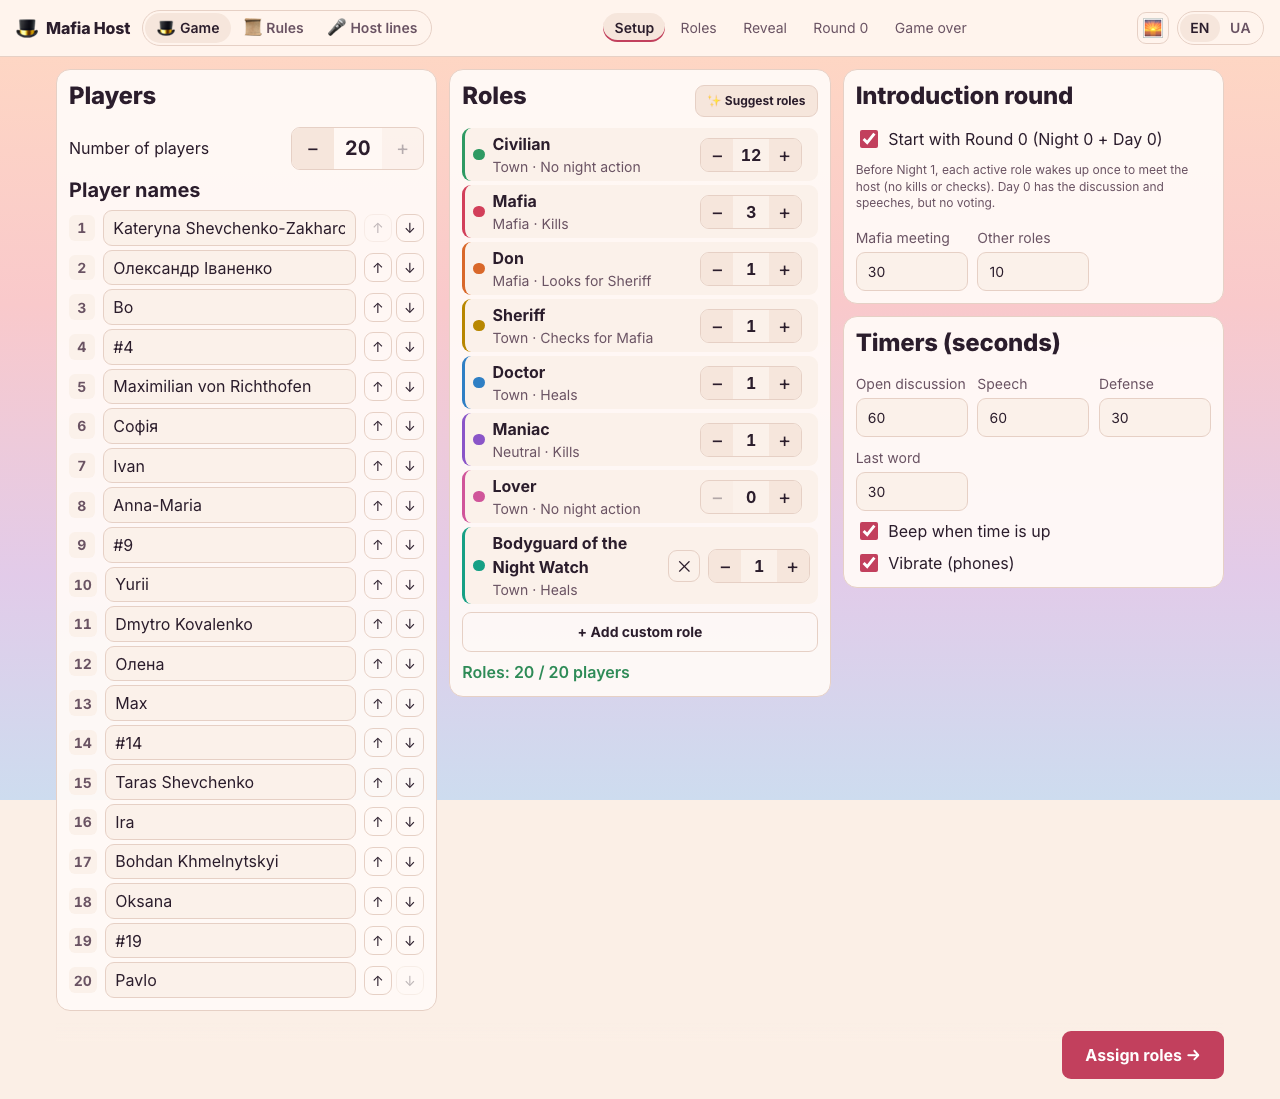 Mafia Host
Game
Rules
Host lines
Setup
Roles
Reveal
Round 0
Game over
EN
UA
Players
Number of players
− 20 +
Player names
1 Kateryna Shevchenko-Zakharc ↑ ↓
2 Олександр Іваненко ↑ ↓
3 Bo ↑ ↓
4 #4 ↑ ↓
5 Maximilian von Richthofen ↑ ↓
6 Софія ↑ ↓
7 Ivan ↑ ↓
8 Anna-Maria ↑ ↓
9 #9 ↑ ↓
10 Yurii ↑ ↓
11 Dmytro Kovalenko ↑ ↓
12 Олена ↑ ↓
13 Max ↑ ↓
14 #14 ↑ ↓
15 Taras Shevchenko ↑ ↓
16 Ira ↑ ↓
17 Bohdan Khmelnytskyi ↑ ↓
18 Oksana ↑ ↓
19 #19 ↑ ↓
20 Pavlo ↑ ↓
Roles
✨ Suggest roles
Civilian
Town · No night action
− 12 +
Mafia
Mafia · Kills
− 3 +
Don
Mafia · Looks for Sheriff
− 1 +
Sheriff
Town · Checks for Mafia
− 1 +
Doctor
Town · Heals
− 1 +
Maniac
Neutral · Kills
− 1 +
Lover
Town · No night action
− 0 +
Bodyguard of the
Night Watch
Town · Heals
✕ − 1 +
+ Add custom role
Roles: 20 / 20 players
Introduction round
Start with Round 0 (Night 0 + Day 0)
Before Night 1, each active role wakes up once to meet the
host (no kills or checks). Day 0 has the discussion and
speeches, but no voting.
Mafia meeting
30
Other roles
10
Timers (seconds)
Open discussion
60
Speech
60
Defense
30
Last word
30
Beep when time is up
Vibrate (phones)
Assign roles →